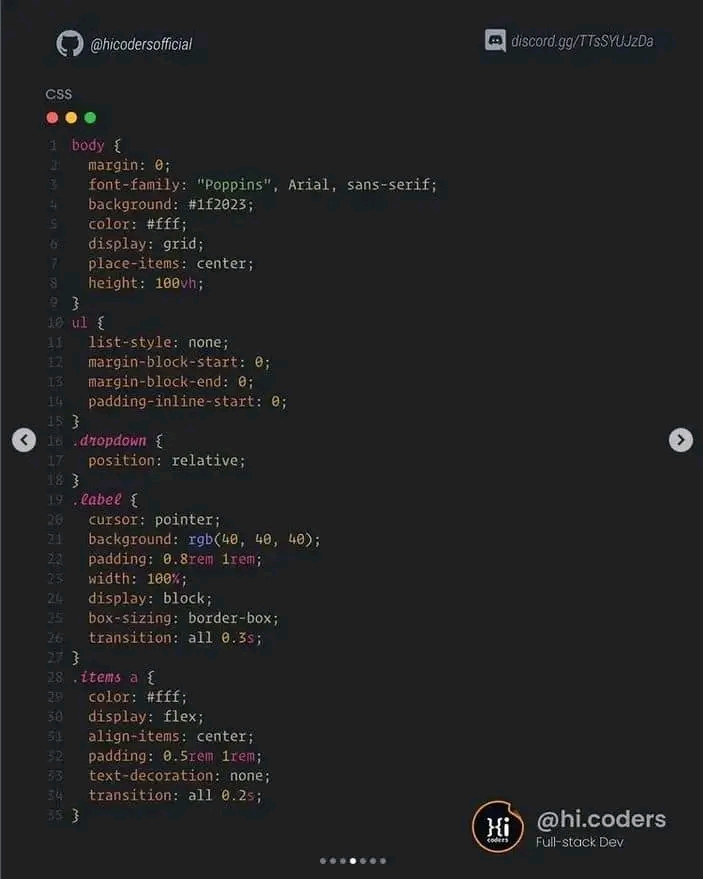 @hicodersofficial
discord.gg/TTsSYUJzDa
CSS
1 body {
2   margin: 0;
3   font-family: "Poppins", Arial, sans-serif;
4   background: #1f2023;
5   color: #fff;
6   display: grid;
7   place-items: center;
8   height: 100vh;
9 }
10 ul {
11   list-style: none;
12   margin-block-start: 0;
13   margin-block-end: 0;
14   padding-inline-start: 0;
15 }
16 .dropdown {
17   position: relative;
18 }
19 .label {
20   cursor: pointer;
21   background: rgb(40, 40, 40);
22   padding: 0.8rem 1rem;
23   width: 100%;
24   display: block;
25   box-sizing: border-box;
26   transition: all 0.3s;
27 }
28 .items a {
29   color: #fff;
30   display: flex;
31   align-items: center;
32   padding: 0.5rem 1rem;
33   text-decoration: none;
34   transition: all 0.2s;
35 }
Hi
coders
@hi.coders
Full-stack Dev